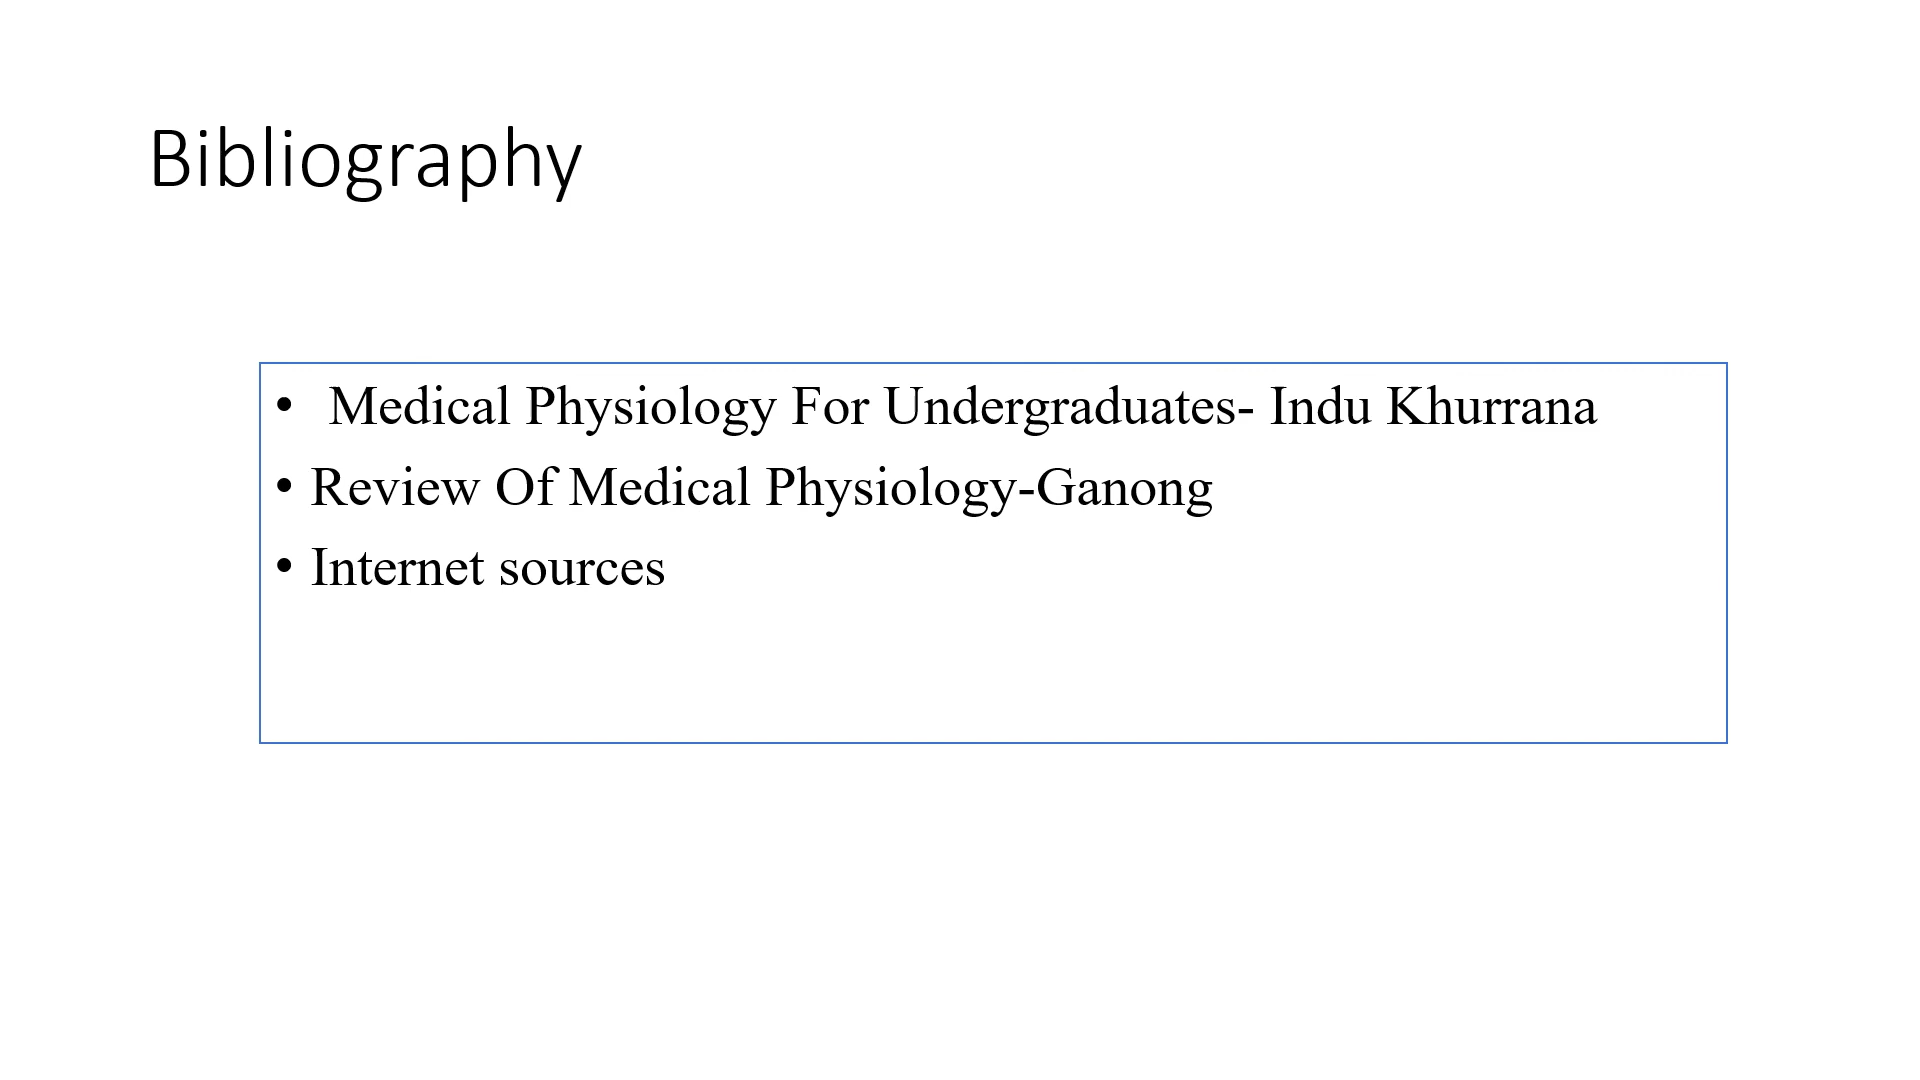 Bibliography
• Medical Physiology For Undergraduates- Indu Khurrana
• Review Of Medical Physiology-Ganong
• Internet sources